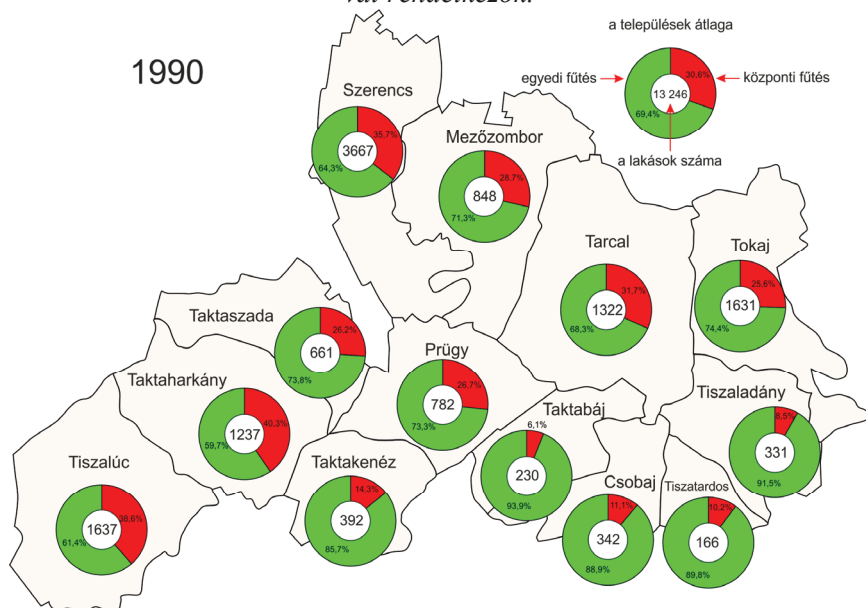 1990
a települések átlaga
egyedi fűtés
központi fűtés
30,6%
13 246
69,4%
a lakások száma
Szerencs
35,7%
3667
64,3%
Mezőzombor
28,7%
848
71,3%
Tarcal
31,7%
1322
68,3%
Tokaj
25,6%
1631
74,4%
Taktaszada
26,2%
661
73,8%
Prügy
26,7%
782
73,3%
Taktaharkány
40,3%
1237
59,7%
Tiszaladány
8,5%
331
91,5%
Taktabáj
6,1%
230
93,9%
Tiszalúc
38,6%
1637
61,4%
Taktakenéz
14,3%
392
85,7%
Csobaj
11,1%
342
88,9%
Tiszatardos
10,2%
166
89,8%